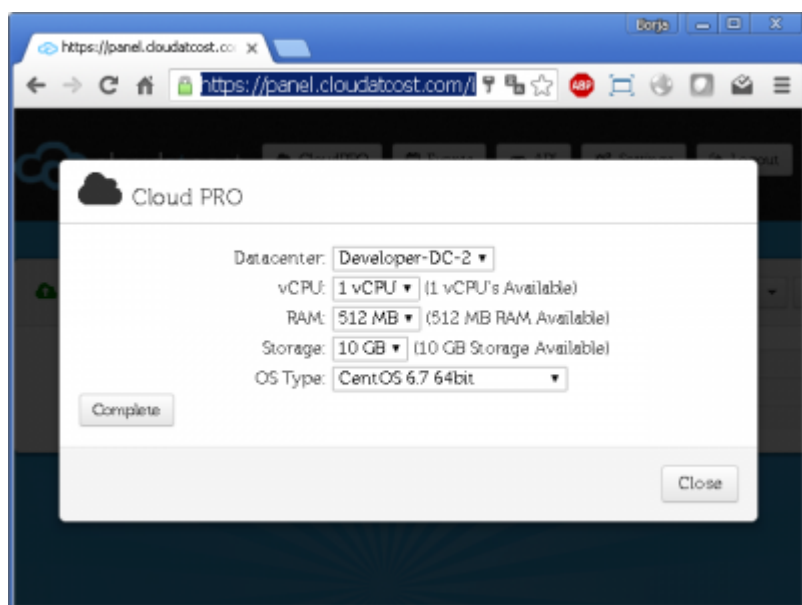 Borja
https://panel.cloudatcost.co
https://panel.cloudatcost.com/i
ABP
Cloud PRO
Datacenter: Developer-DC-2
vCPU: 1 vCPU (1 vCPU's Available)
RAM: 512 MB (512 MB RAM Available)
Storage: 10 GB (10 GB Storage Available)
OS Type: CentOS 6.7 64bit
Complete
Close